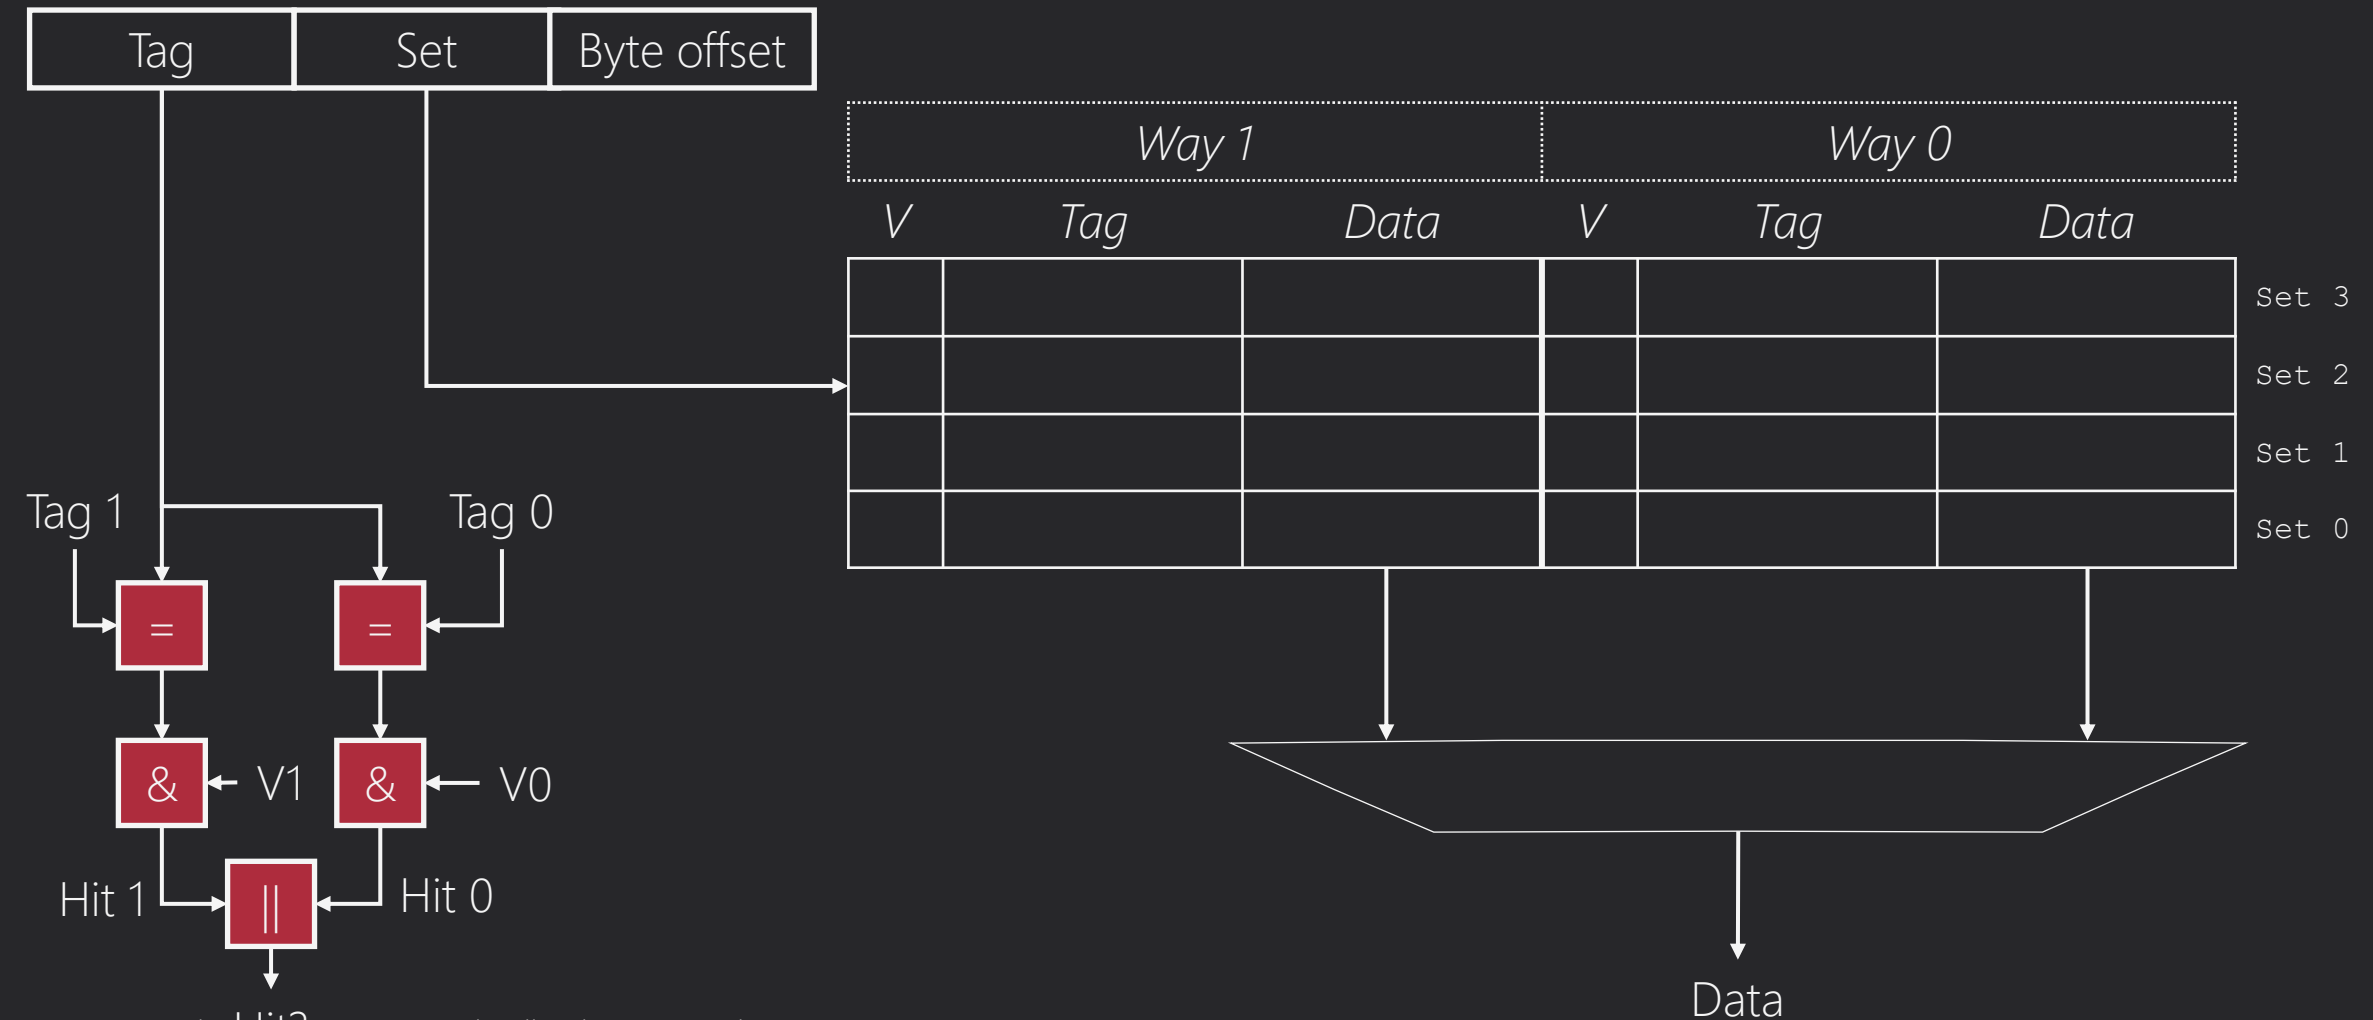 Tag Set Byte offset
Way 1 Way 0
V Tag Data V Tag Data
Set 3
Set 2
Set 1
Set 0
Tag 1 Tag 0
= =
& V1 & V0
Hit 1 || Hit 0
Data